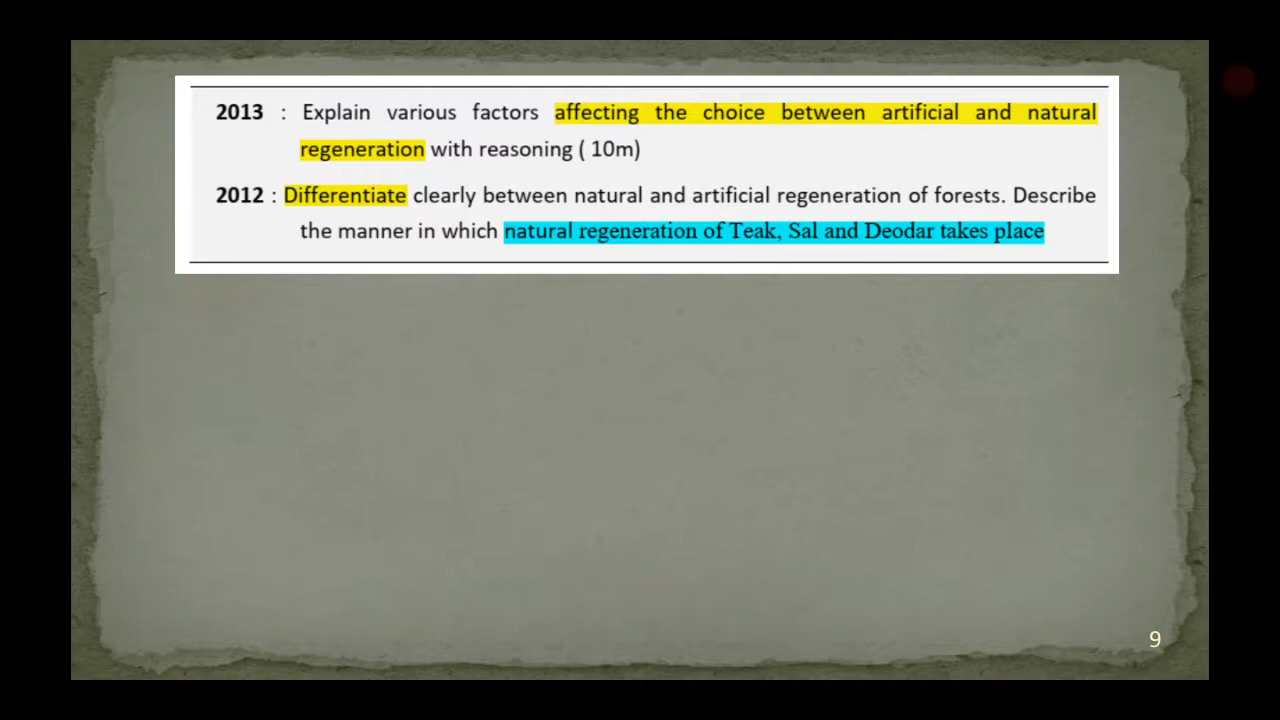 2013 : Explain various factors affecting the choice between artificial and natural
regeneration with reasoning ( 10m)
2012 : Differentiate clearly between natural and artificial regeneration of forests. Describe
the manner in which natural regeneration of Teak, Sal and Deodar takes place
9